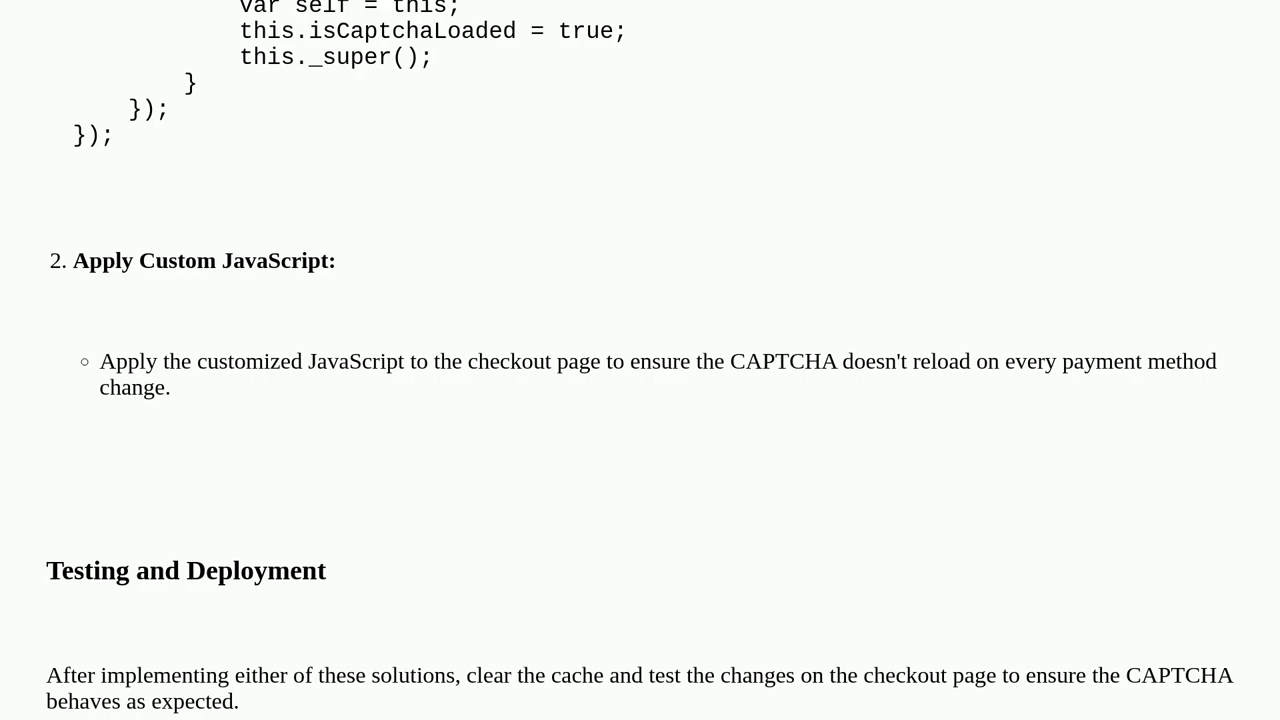 var self = this;
this.isCaptchaLoaded = true;
this._super();
}
});
});
2. Apply Custom JavaScript:
○ Apply the customized JavaScript to the checkout page to ensure the CAPTCHA doesn't reload on every payment method
change.
Testing and Deployment
After implementing either of these solutions, clear the cache and test the changes on the checkout page to ensure the CAPTCHA
behaves as expected.